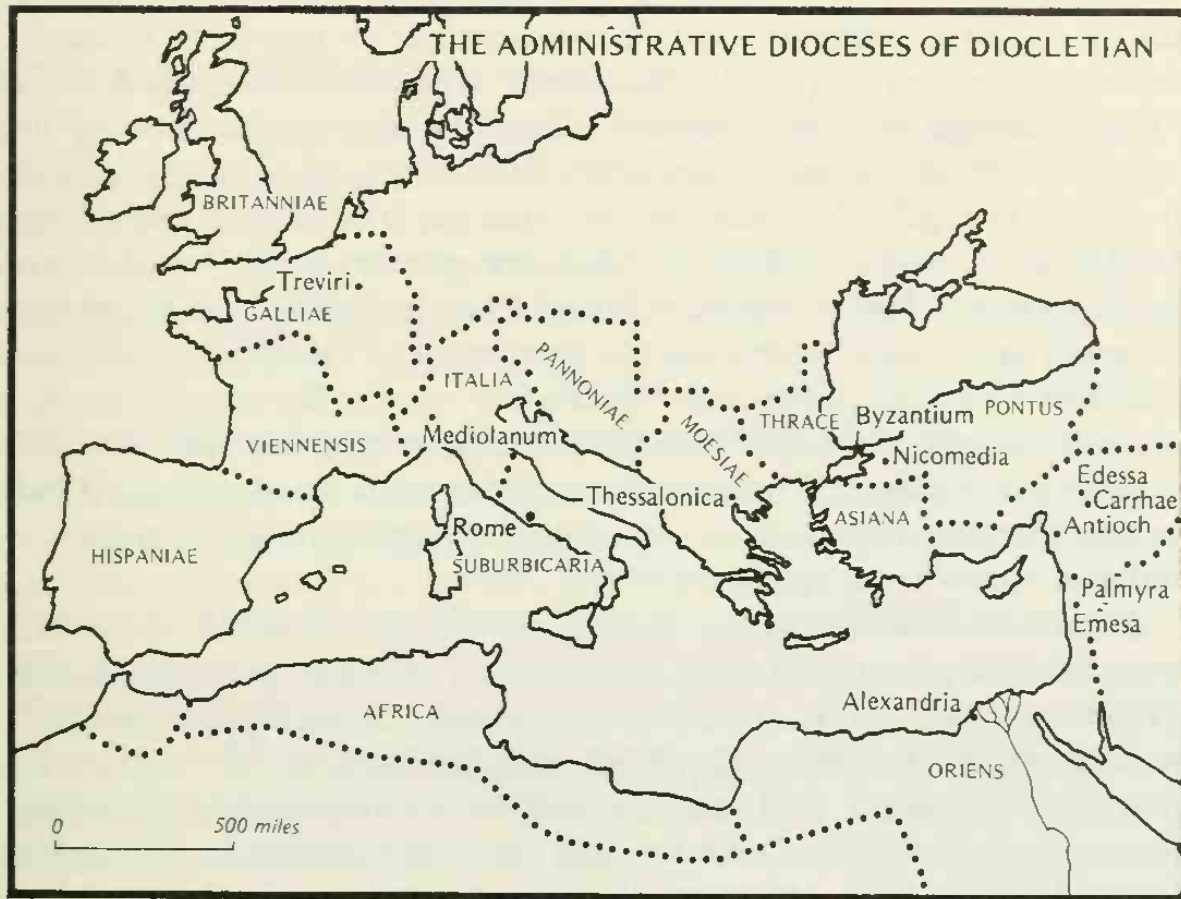 THE ADMINISTRATIVE DIOCESES OF DIOCLETIAN
BRITANNIAE
Treviri
GALLIAE
ITALIA
PANNONIAE
VIENNENSIS
Mediolanum
MOESIAE
THRACE
Byzantium
PONTUS
Nicomedia
Thessalonica
ASIANA
Edessa
Carrhae
Antioch
HISPANIAE
Rome
SUBURBICARIA
Palmyra
Emesa
AFRICA
Alexandria
ORIENS
0 500 miles